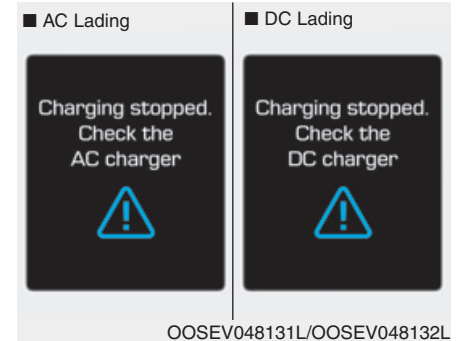 ■ AC Lading
Charging stopped.
Check the
AC charger
■ DC Lading
Charging stopped.
Check the
DC charger
OOSEV048131L/OOSEV048132L